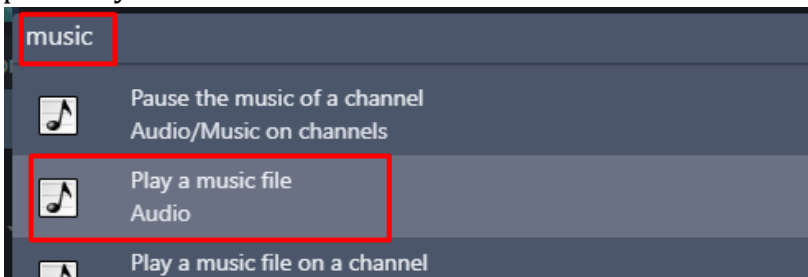 music
Pause the music of a channel
Audio/Music on channels
Play a music file
Audio
Play a music file on a channel